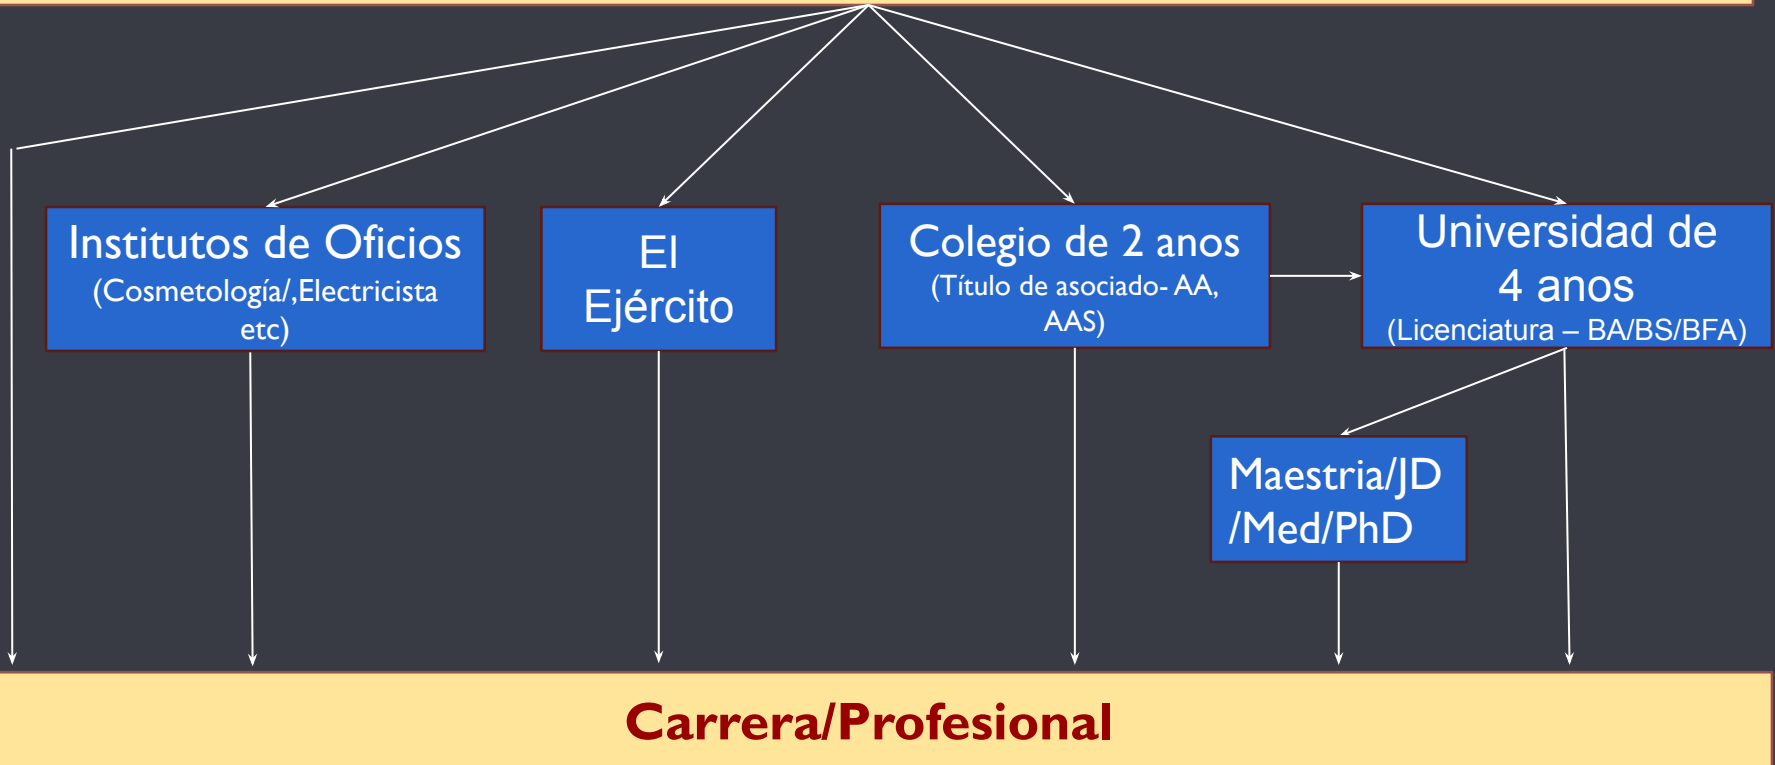 Institutos de Oficios
(Cosmetología/,Electricista
etc)
El
Ejército
Colegio de 2 anos
(Título de asociado- AA,
AAS)
Universidad de
4 anos
(Licenciatura – BA/BS/BFA)
Maestria/JD
/Med/PhD
Carrera/Profesional